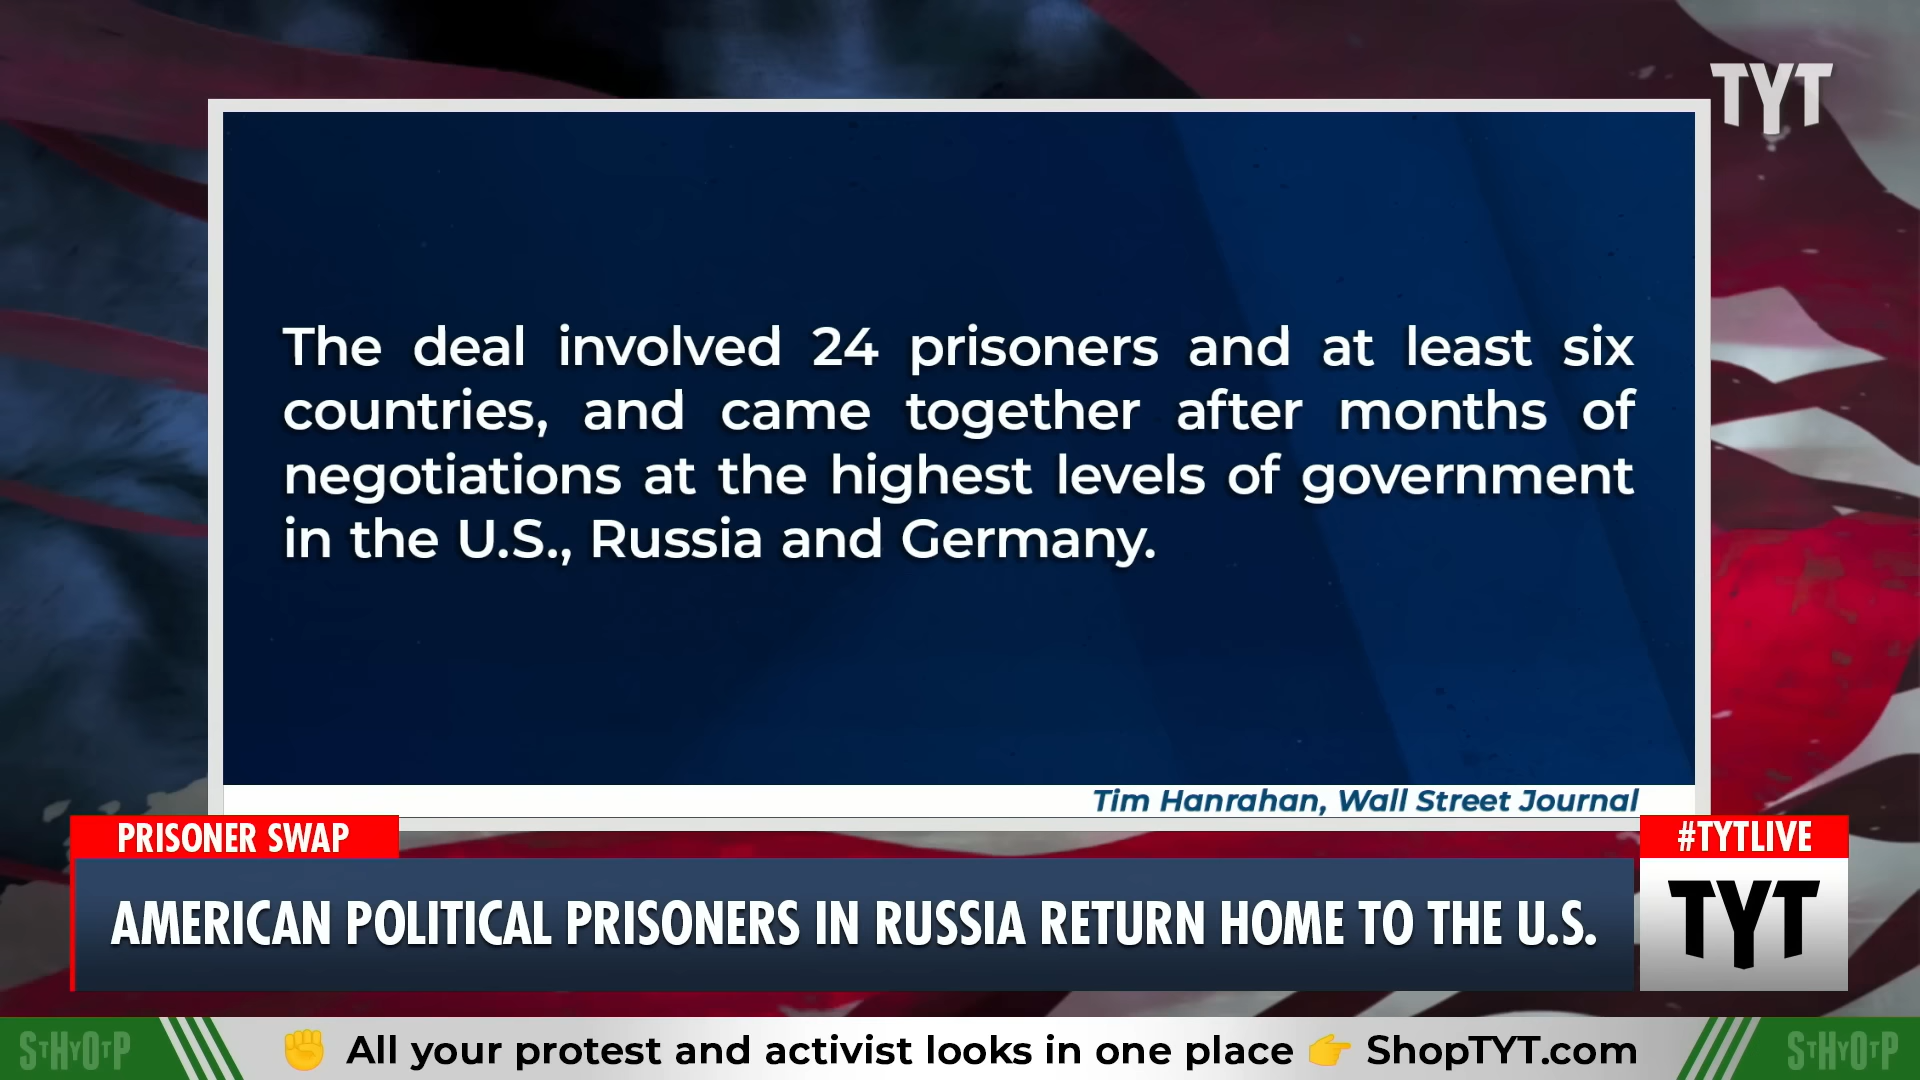 TYT
The deal involved 24 prisoners and at least six
countries, and came together after months of
negotiations at the highest levels of government
in the U.S., Russia and Germany.
Tim Hanrahan, Wall Street Journal
PRISONER SWAP
#TYTLIVE
AMERICAN POLITICAL PRISONERS IN RUSSIA RETURN HOME TO THE U.S.
TYT
STHYOTP
✊ All your protest and activist looks in one place 👉 ShopTYT.com
STHYOTP